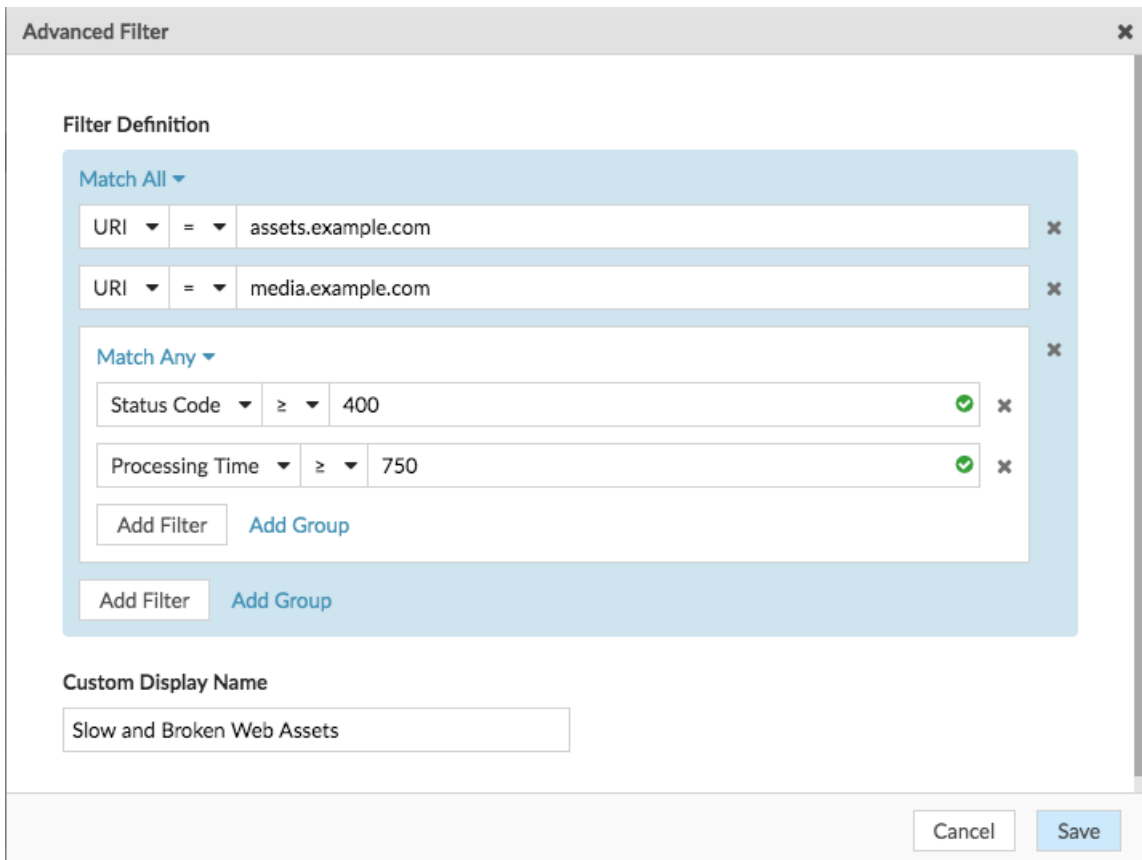 Advanced Filter
Filter Definition
Match All
URI = assets.example.com
URI = media.example.com
Match Any
Status Code ≥ 400
Processing Time ≥ 750
Add Filter Add Group
Add Filter Add Group
Custom Display Name
Slow and Broken Web Assets
Cancel Save